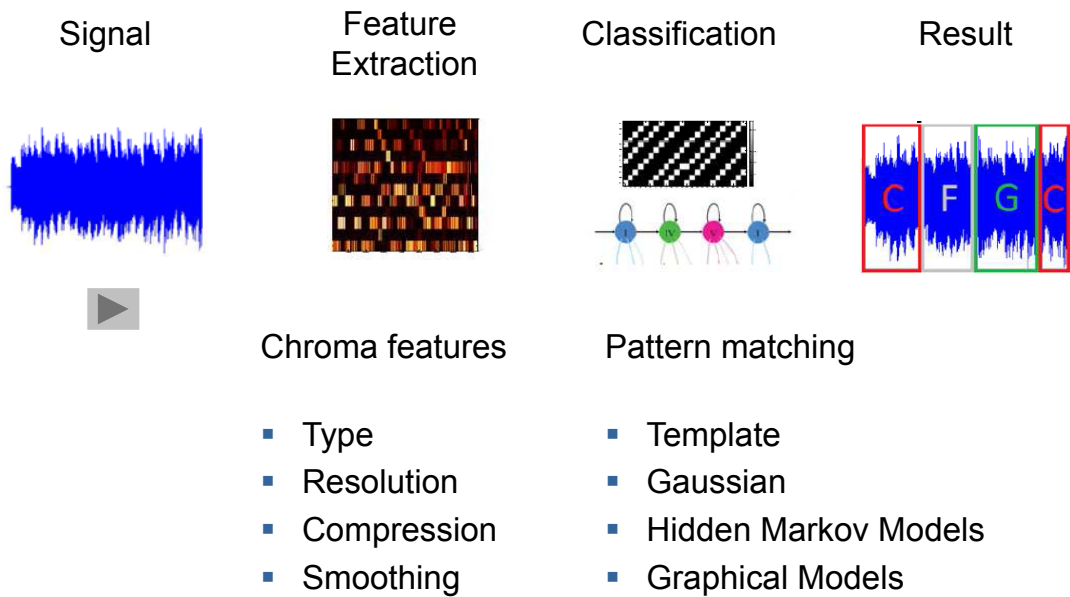 Signal
Feature
Extraction
Classification
Result
I
IV
V
I
C
F
G
C
Chroma features
Pattern matching
Type
Resolution
Compression
Smoothing
Template
Gaussian
Hidden Markov Models
Graphical Models